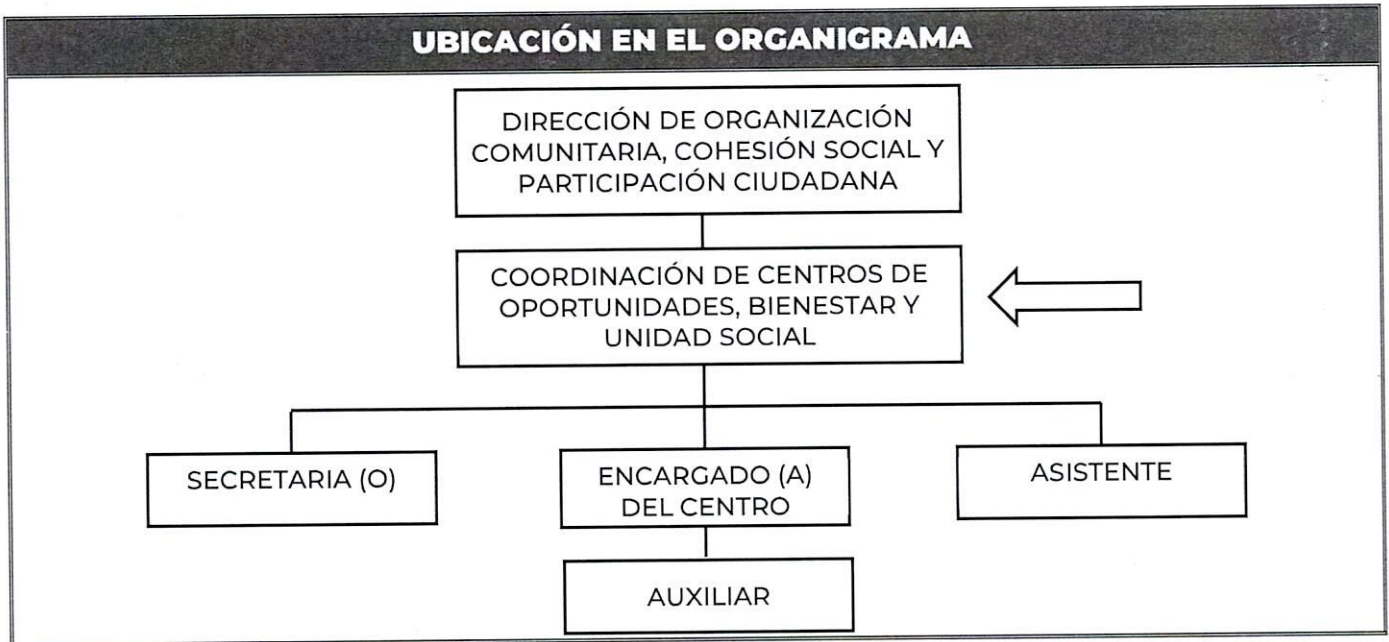 UBICACIÓN EN EL ORGANIGRAMA
DIRECCIÓN DE ORGANIZACIÓN
COMUNITARIA, COHESIÓN SOCIAL Y
PARTICIPACIÓN CIUDADANA
COORDINACIÓN DE CENTROS DE
OPORTUNIDADES, BIENESTAR Y
UNIDAD SOCIAL
SECRETARIA (O)
ENCARGADO (A)
DEL CENTRO
ASISTENTE
AUXILIAR